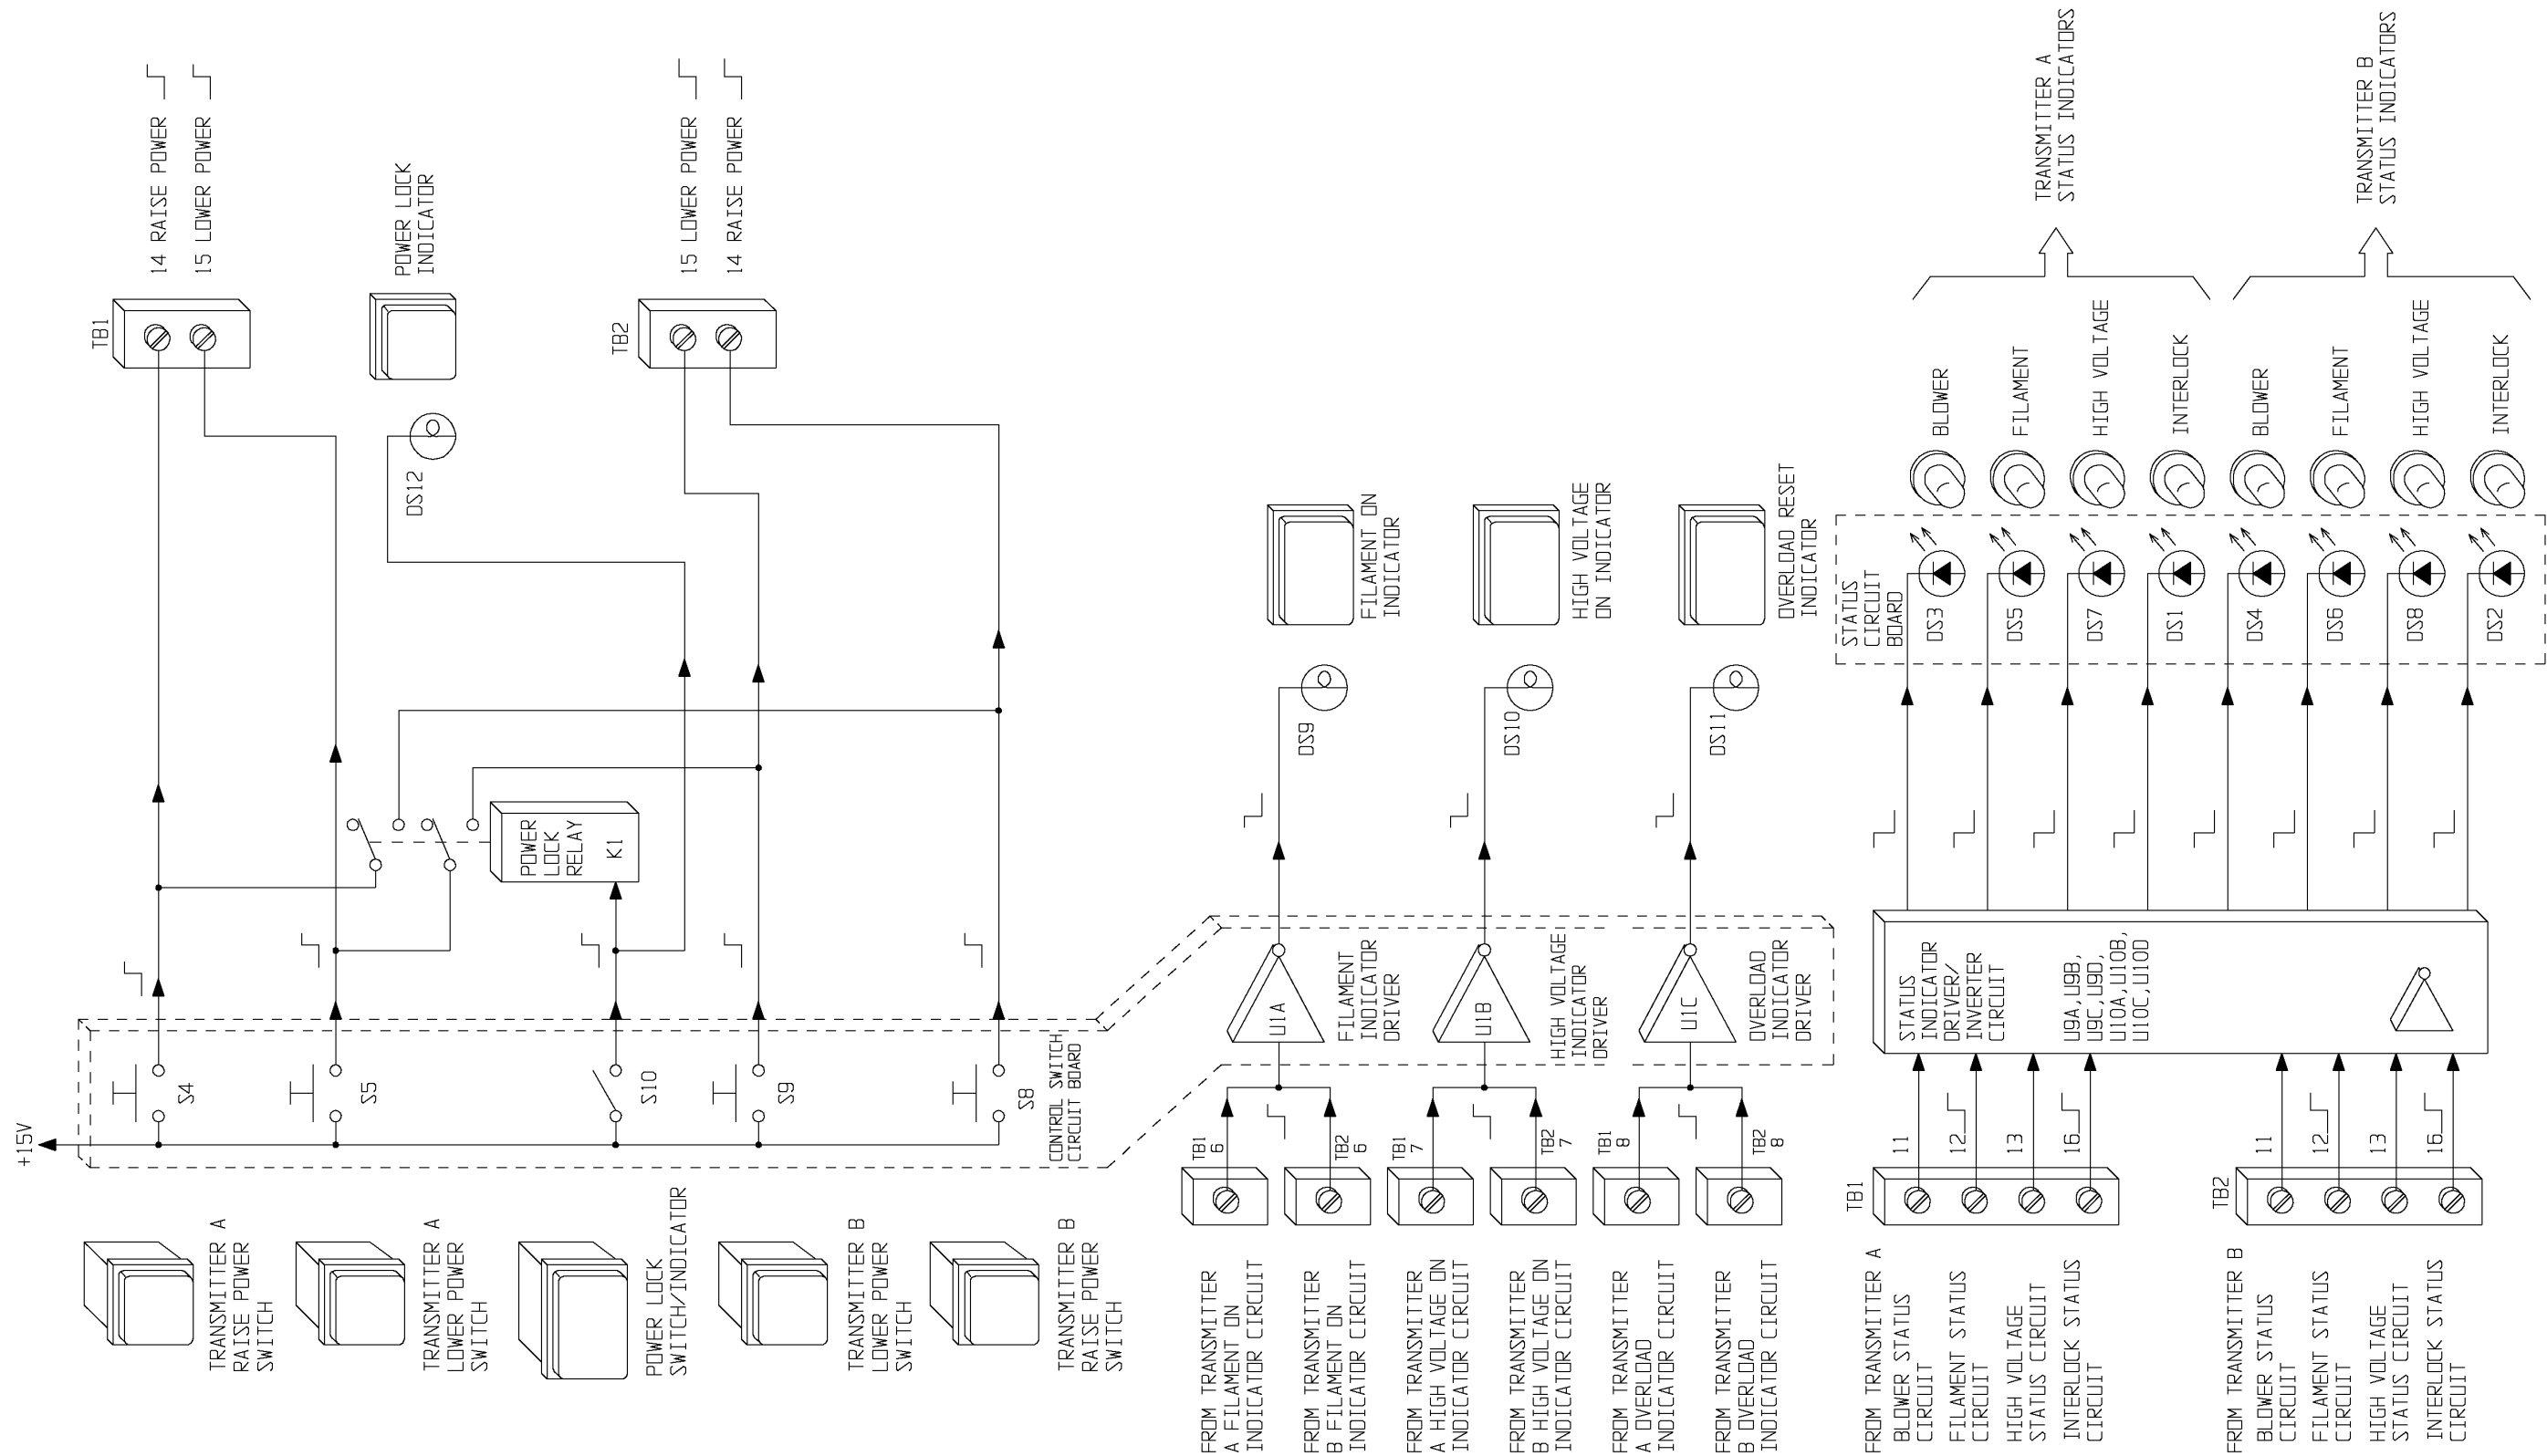 +15V
TRANSMITTER A
RAISE POWER
SWITCH
S4
TB1
14 RAISE POWER
15 LOWER POWER
TRANSMITTER A
LOWER POWER
SWITCH
S5
POWER LOCK
SWITCH/INDICATOR
S10
POWER
LOCK
RELAY
K1
DS12
POWER LOCK
INDICATOR
TRANSMITTER B
LOWER POWER
SWITCH
S9
TB2
15 LOWER POWER
14 RAISE POWER
TRANSMITTER B
RAISE POWER
SWITCH
S8
CONTROL SWITCH
CIRCUIT BOARD
FROM TRANSMITTER
A FILAMENT ON
INDICATOR CIRCUIT
TB1
6
FROM TRANSMITTER
B FILAMENT ON
INDICATOR CIRCUIT
TB2
6
U1A
FILAMENT
INDICATOR
DRIVER
DS9
FILAMENT ON
INDICATOR
FROM TRANSMITTER
A HIGH VOLTAGE ON
INDICATOR CIRCUIT
TB1
7
FROM TRANSMITTER
B HIGH VOLTAGE ON
INDICATOR CIRCUIT
TB2
7
U1B
HIGH VOLTAGE
INDICATOR
DRIVER
DS10
HIGH VOLTAGE
ON INDICATOR
FROM TRANSMITTER
A OVERLOAD
INDICATOR CIRCUIT
TB1
8
FROM TRANSMITTER
B OVERLOAD
INDICATOR CIRCUIT
TB2
8
U1C
OVERLOAD
INDICATOR
DRIVER
DS11
OVERLOAD RESET
INDICATOR
FROM TRANSMITTER A
BLOWER STATUS
CIRCUIT
FILAMENT STATUS
CIRCUIT
HIGH VOLTAGE
STATUS CIRCUIT
INTERLOCK STATUS
CIRCUIT
TB1
11
12
13
16
FROM TRANSMITTER B
BLOWER STATUS
CIRCUIT
FILAMENT STATUS
CIRCUIT
HIGH VOLTAGE
STATUS CIRCUIT
INTERLOCK STATUS
CIRCUIT
TB2
11
12
13
16
STATUS
INDICATOR
DRIVER/
INVERTER
CIRCUIT
U9A,U9B,
U9C,U9D,
U10A,U10B,
U10C,U10D
STATUS
CIRCUIT
BOARD
DS3
DS5
DS7
DS1
DS4
DS6
DS8
DS2
BLOWER
FILAMENT
HIGH VOLTAGE
INTERLOCK
BLOWER
FILAMENT
HIGH VOLTAGE
INTERLOCK
TRANSMITTER A
STATUS INDICATORS
TRANSMITTER B
STATUS INDICATORS